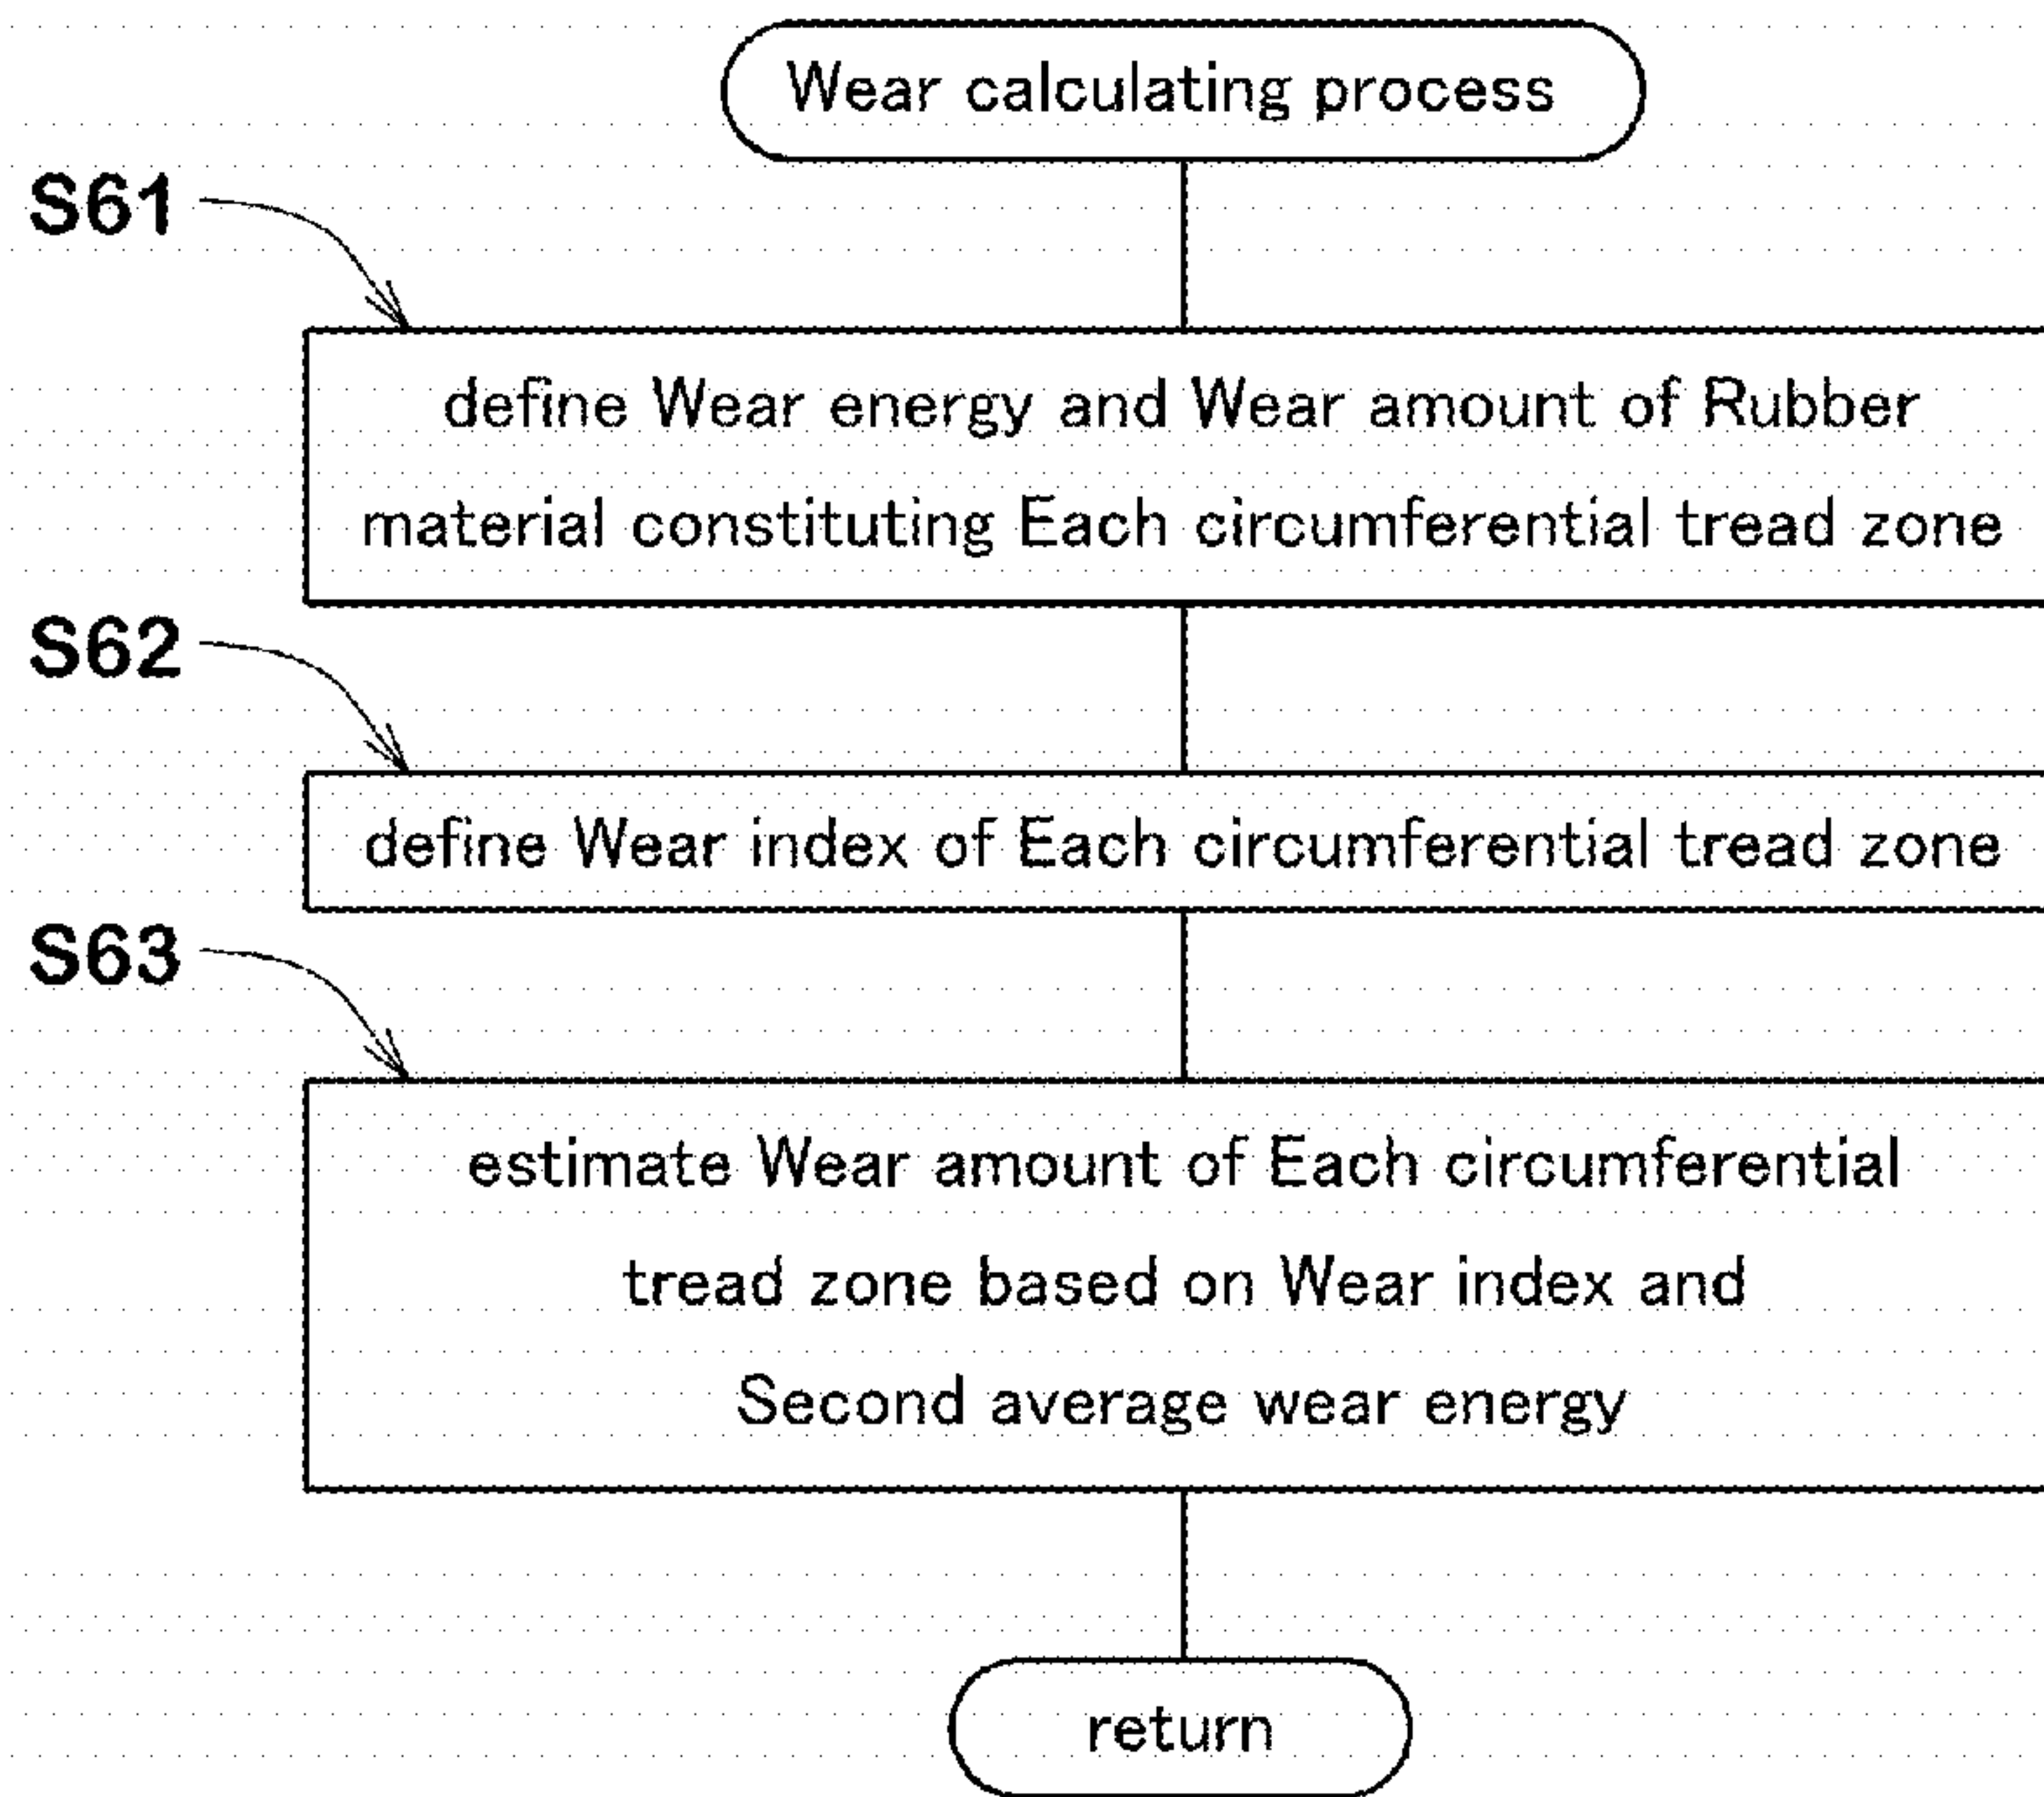 Wear calculating process
S61
define Wear energy and Wear amount of Rubber
material constituting Each circumferential tread zone
S62
define Wear index of Each circumferential tread zone
S63
estimate Wear amount of Each circumferential
tread zone based on Wear index and
Second average wear energy
return